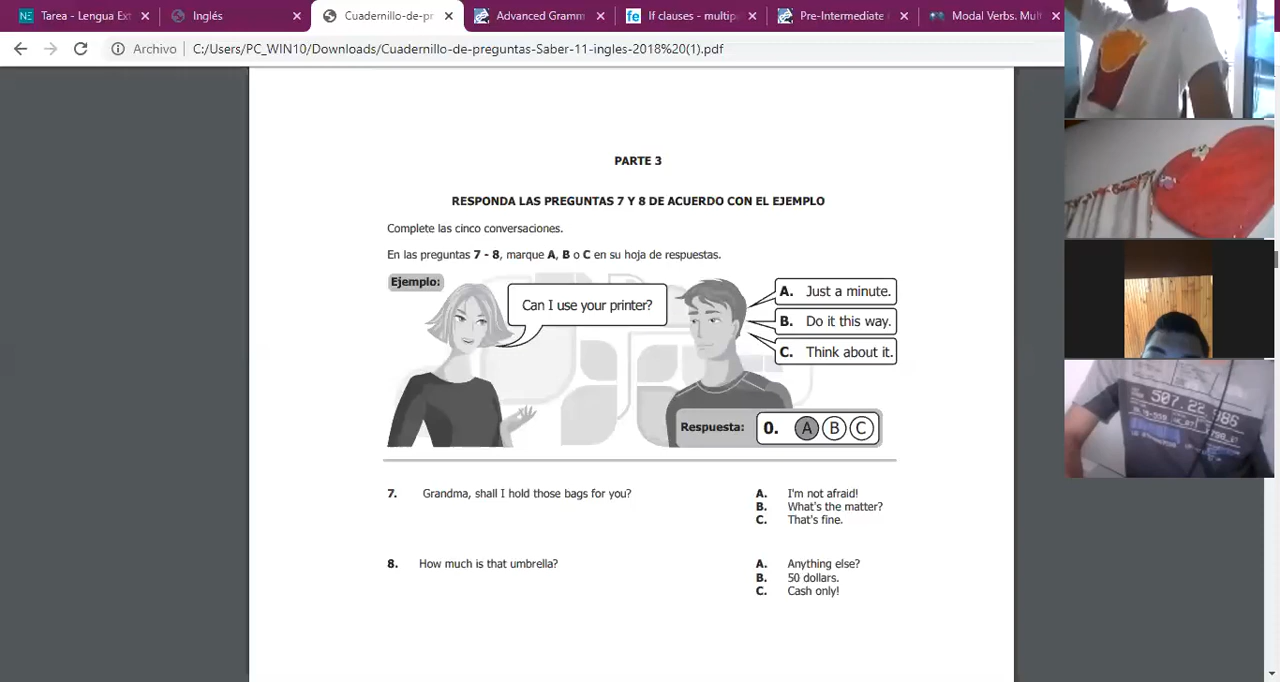 Tarea - Lengua Ext
Inglés
Cuadernillo-de-pr
Advanced Gramm
If clauses - multip
Pre-Intermediate
Modal Verbs. Mult
Archivo C:/Users/PC_WIN10/Downloads/Cuadernillo-de-preguntas-Saber-11-ingles-2018%20(1).pdf
PARTE 3
RESPONDA LAS PREGUNTAS 7 Y 8 DE ACUERDO CON EL EJEMPLO
Complete las cinco conversaciones.
En las preguntas 7 - 8, marque A, B o C en su hoja de respuestas.
Ejemplo:
Can I use your printer?
A. Just a minute.
B. Do it this way.
C. Think about it.
Respuesta: 0. A B C
7. Grandma, shall I hold those bags for you?
A. I'm not afraid!
B. What's the matter?
C. That's fine.
8. How much is that umbrella?
A. Anything else?
B. 50 dollars.
C. Cash only!
507.22.986